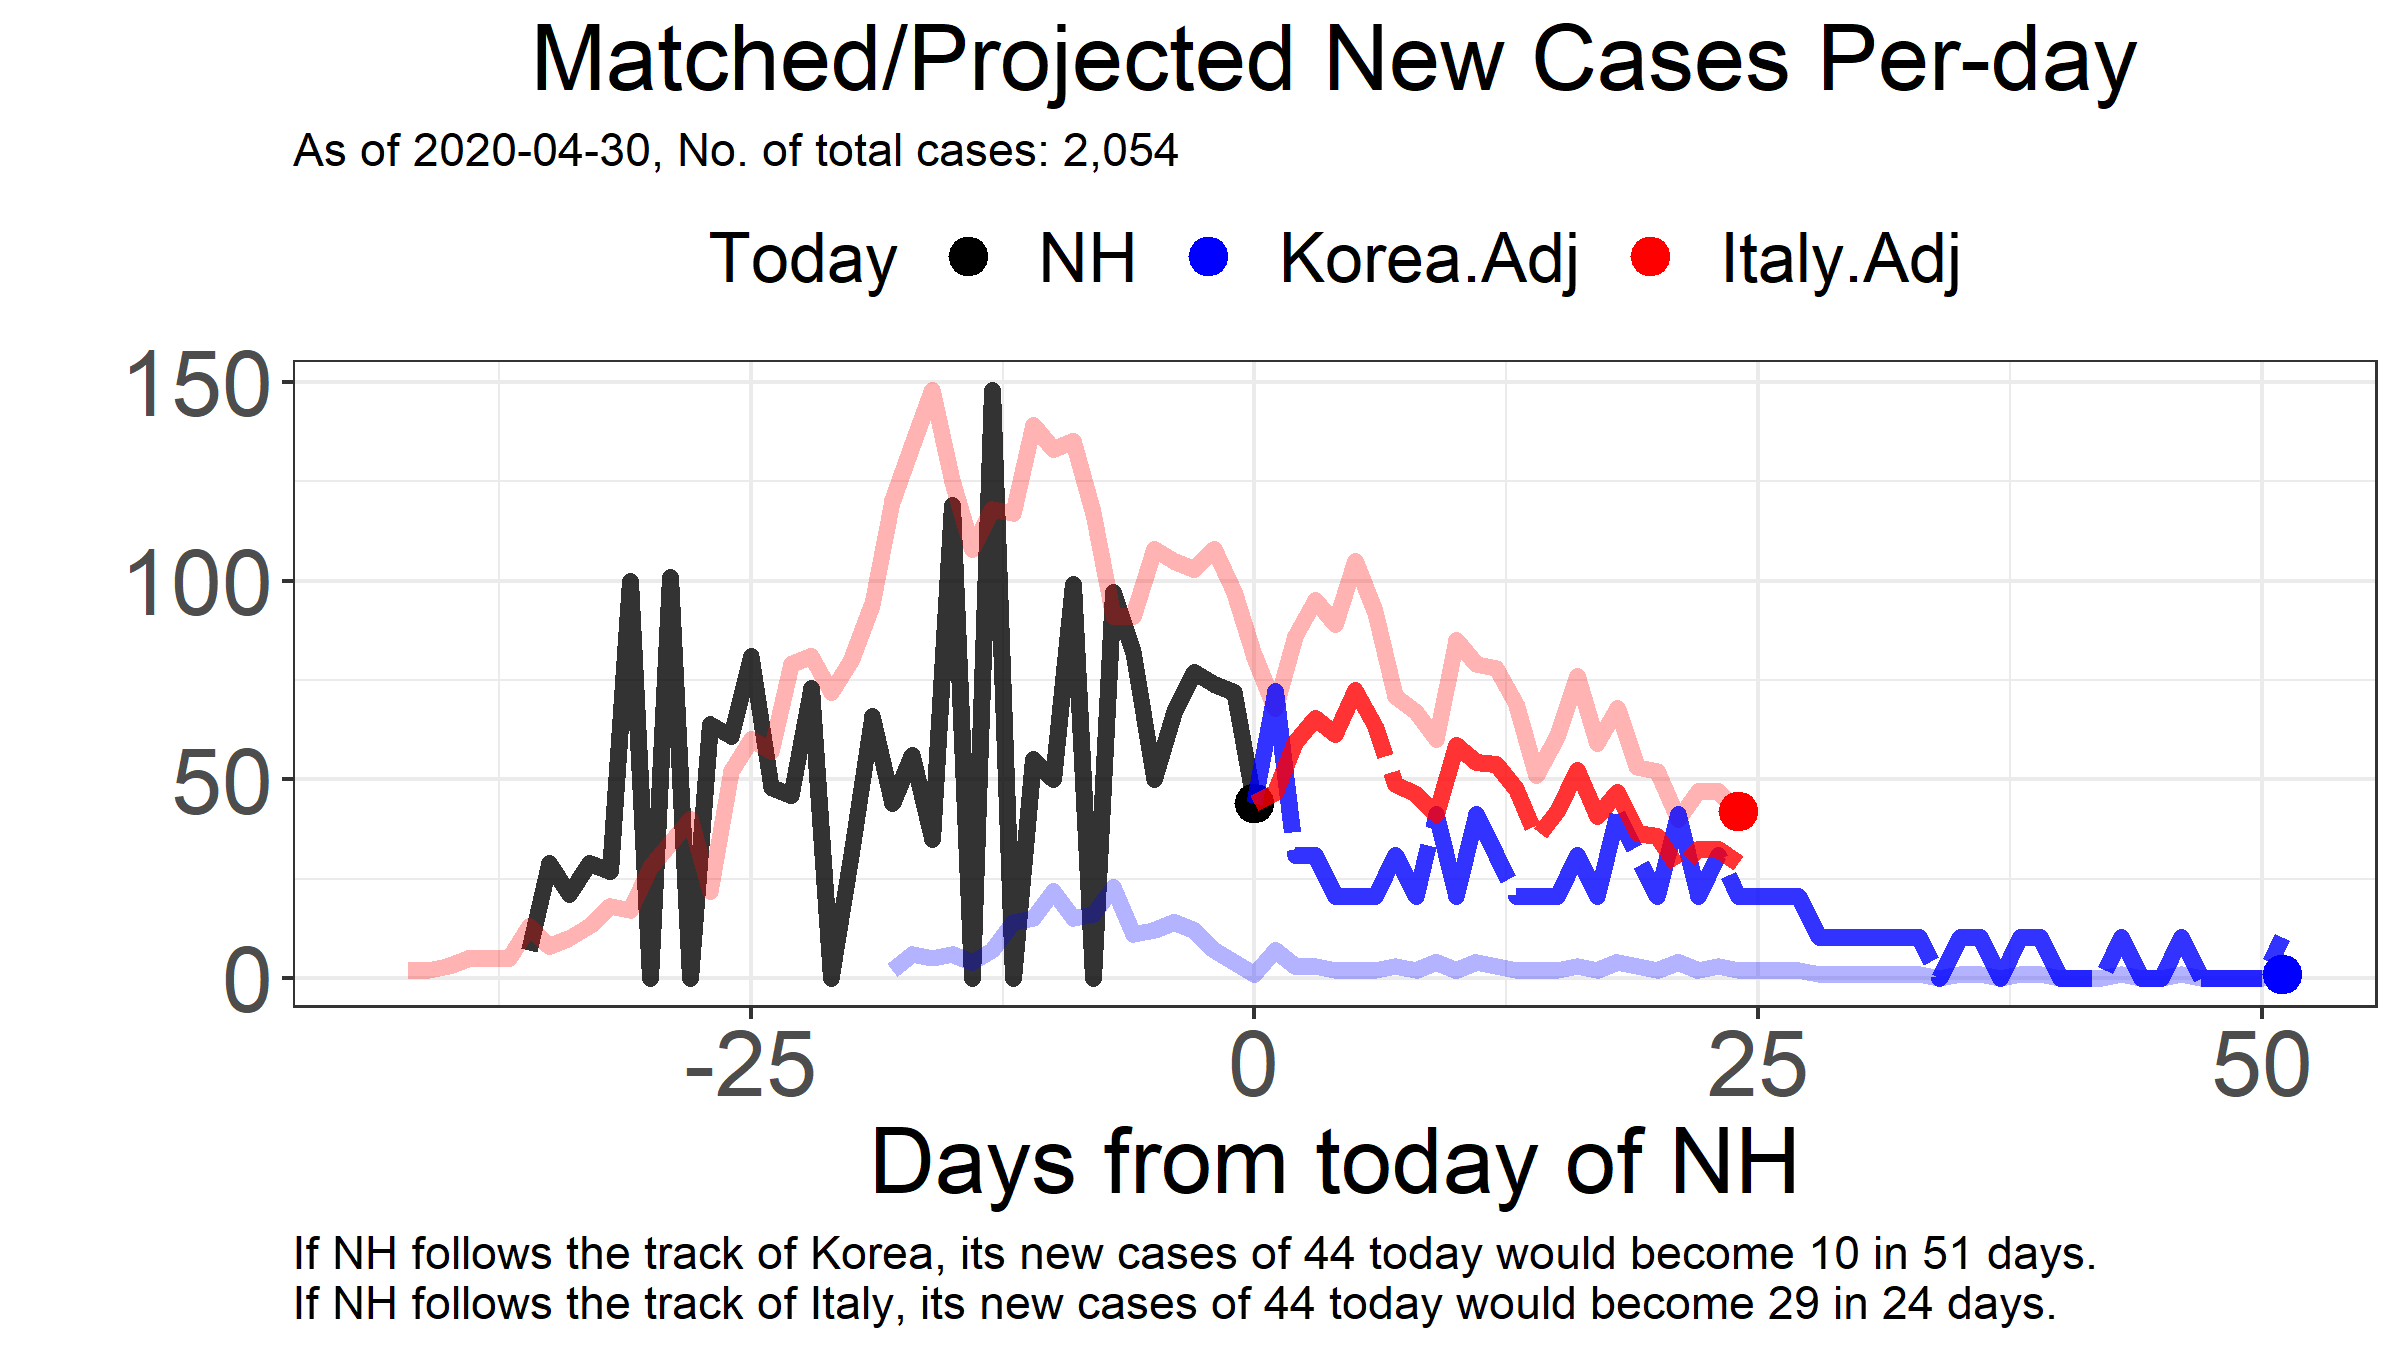 Matched/Projected New Cases Per-day
As of 2020-04-30, No. of total cases: 2,054
Today NH Korea.Adj Italy.Adj
150
100
50
0
-25 0 25 50
Days from today of NH
If NH follows the track of Korea, its new cases of 44 today would become 10 in 51 days.
If NH follows the track of Italy, its new cases of 44 today would become 29 in 24 days.